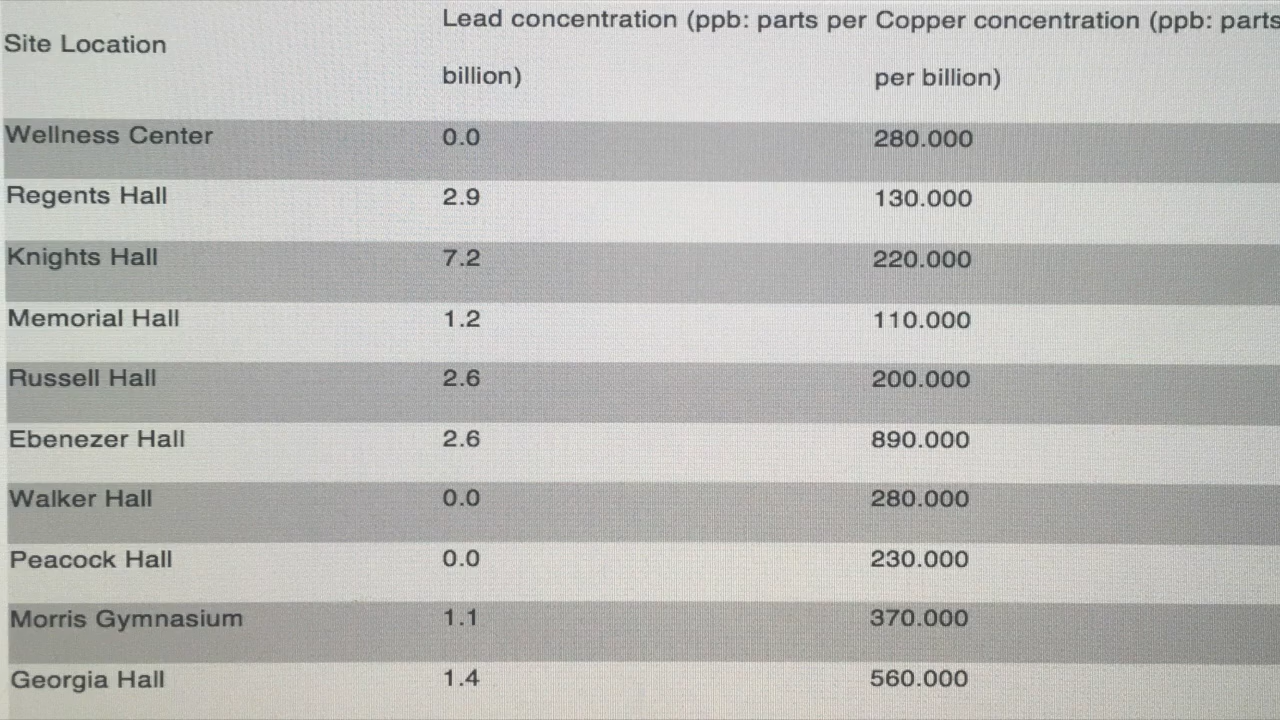 Lead concentration (ppb: parts per Copper concentration (ppb: parts
Site Location
billion) per billion)
Wellness Center 0.0 280.000
Regents Hall 2.9 130.000
Knights Hall 7.2 220.000
Memorial Hall 1.2 110.000
Russell Hall 2.6 200.000
Ebenezer Hall 2.6 890.000
Walker Hall 0.0 280.000
Peacock Hall 0.0 230.000
Morris Gymnasium 1.1 370.000
Georgia Hall 1.4 560.000